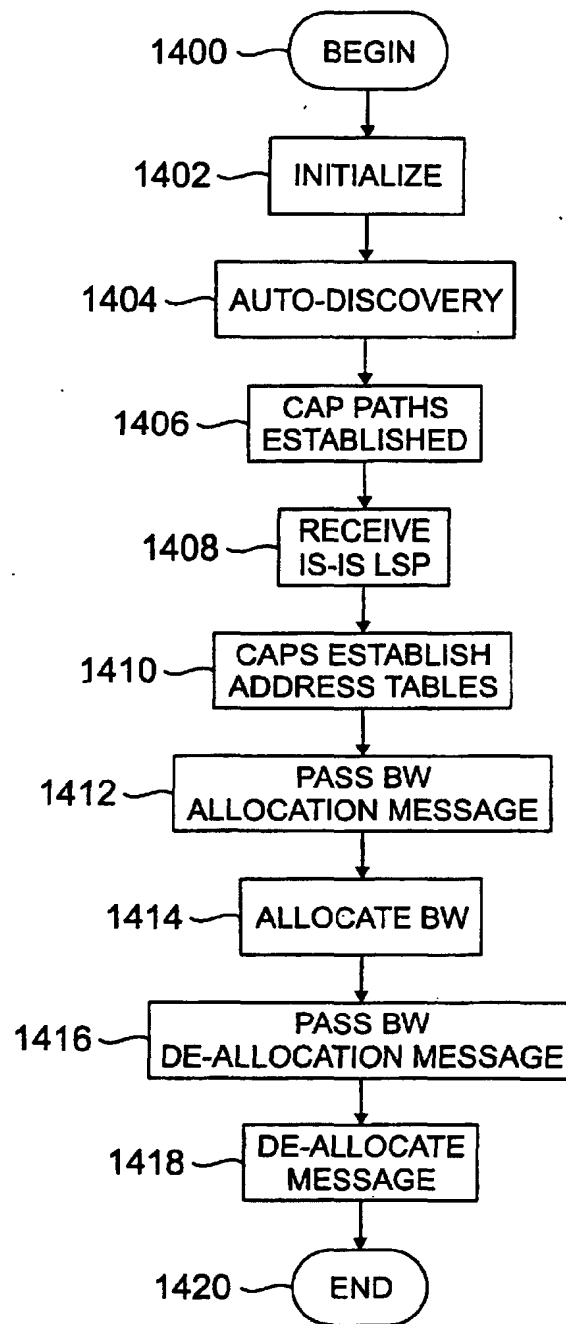 1400 BEGIN
1402 INITIALIZE
1404 AUTO-DISCOVERY
1406 CAP PATHS
ESTABLISHED
1408 RECEIVE
IS-IS LSP
1410 CAPS ESTABLISH
ADDRESS TABLES
1412 PASS BW
ALLOCATION MESSAGE
1414 ALLOCATE BW
1416 PASS BW
DE-ALLOCATION MESSAGE
1418 DE-ALLOCATE
MESSAGE
1420 END